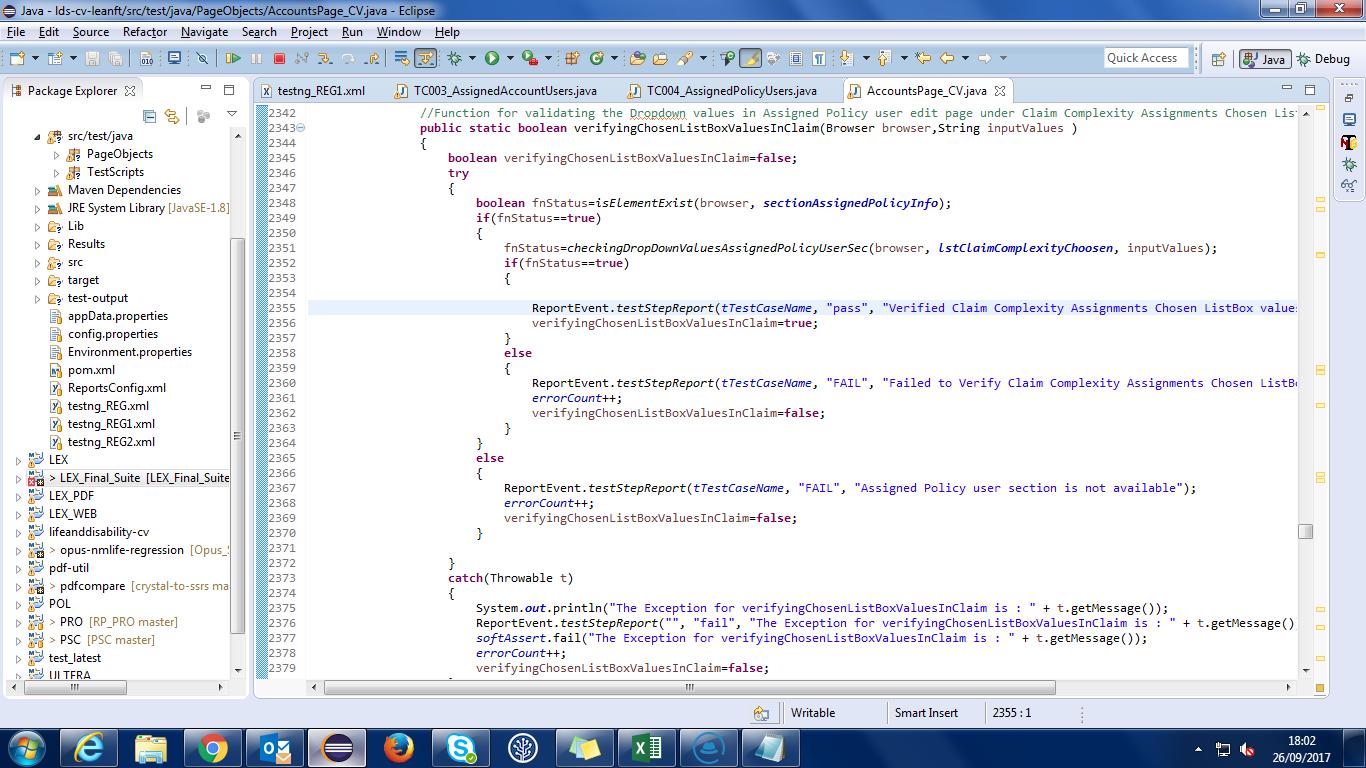 Java - lds-cv-leanft/src/test/java/PageObjects/AccountsPage_CV.java - Eclipse
File Edit Source Refactor Navigate Search Project Run Window Help
Quick Access
Java
Debug
Package Explorer
testng_REG1.xml
TC003_AssignedAccountUsers.java
TC004_AssignedPolicyUsers.java
AccountsPage_CV.java
src/test/java
PageObjects
TestScripts
Maven Dependencies
JRE System Library [JavaSE-1.8]
Lib
Results
src
target
test-output
appData.properties
config.properties
Environment.properties
pom.xml
ReportsConfig.xml
testng_REG.xml
testng_REG1.xml
testng_REG2.xml
LEX
> LEX_Final_Suite [LEX_Final_Suite
LEX_PDF
LEX_WEB
lifeanddisability-cv
> opus-nmlife-regression [Opus_
pdf-util
> pdfcompare [crystal-to-ssrs ma
POL
> PRO [RP_PRO master]
> PSC [PSC master]
test_latest
ULTERA
2342 //Function for validating the Dropdown values in Assigned Policy user edit page under Claim Complexity Assignments Chosen Lis
2343 public static boolean verifyingChosenListBoxValuesInClaim(Browser browser,String inputValues )
2344 {
2345 boolean verifyingChosenListBoxValuesInClaim=false;
2346 try
2347 {
2348 boolean fnStatus=isElementExist(browser, sectionAssignedPolicyInfo);
2349 if(fnStatus==true)
2350 {
2351 fnStatus=checkingDropDownValuesAssignedPolicyUserSec(browser, lstClaimComplexityChoosen, inputValues);
2352 if(fnStatus==true)
2353 {
2354
2355 ReportEvent.testStepReport(tTestCaseName, "pass", "Verified Claim Complexity Assignments Chosen ListBox values
2356 verifyingChosenListBoxValuesInClaim=true;
2357 }
2358 else
2359 {
2360 ReportEvent.testStepReport(tTestCaseName, "FAIL", "Failed to Verify Claim Complexity Assignments Chosen ListBo
2361 errorCount++;
2362 verifyingChosenListBoxValuesInClaim=false;
2363 }
2364 }
2365 else
2366 {
2367 ReportEvent.testStepReport(tTestCaseName, "FAIL", "Assigned Policy user section is not available");
2368 errorCount++;
2369 verifyingChosenListBoxValuesInClaim=false;
2370 }
2371
2372 }
2373 catch(Throwable t)
2374 {
2375 System.out.println("The Exception for verifyingChosenListBoxValuesInClaim is : " + t.getMessage());
2376 ReportEvent.testStepReport("", "fail", "The Exception for verifyingChosenListBoxValuesInClaim is : " + t.getMessage()
2377 softAssert.fail("The Exception for verifyingChosenListBoxValuesInClaim is : " + t.getMessage());
2378 errorCount++;
2379 verifyingChosenListBoxValuesInClaim=false;
Writable
Smart Insert
2355 : 1
18:02
26/09/2017